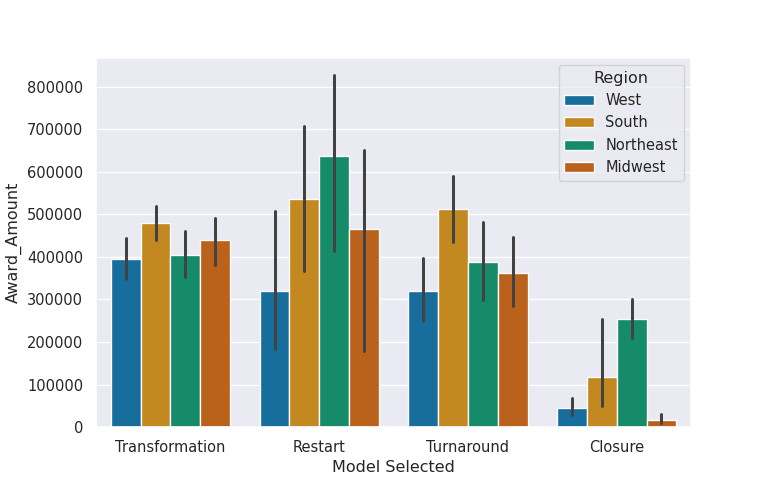 Region
West
South
Northeast
Midwest
Award_Amount
800000
700000
600000
500000
400000
300000
200000
100000
0
Transformation
Restart
Turnaround
Closure
Model Selected